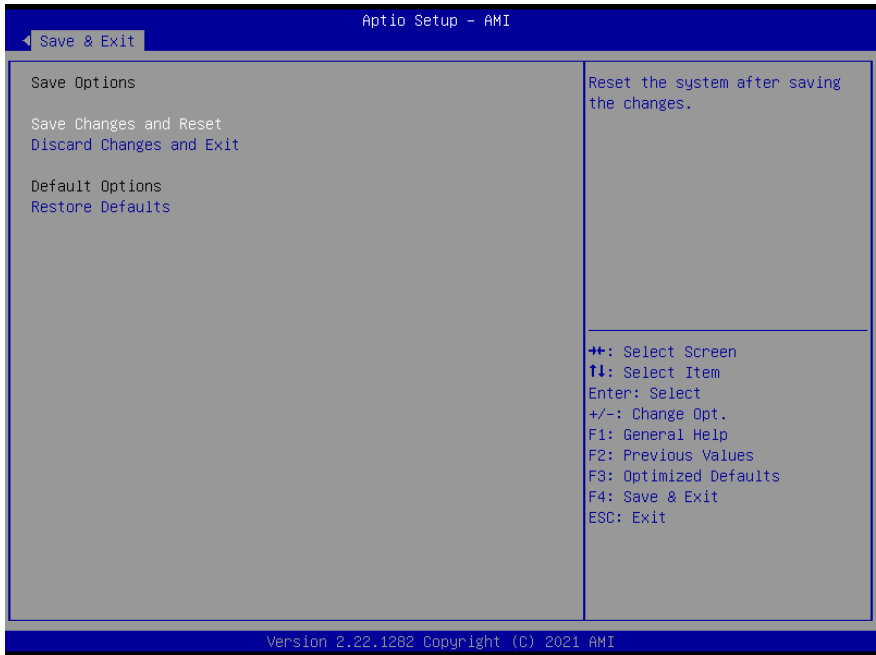 Aptio Setup – AMI
Save & Exit
Save Options
Save Changes and Reset
Discard Changes and Exit
Default Options
Restore Defaults
Reset the system after saving
the changes.
→←: Select Screen
↑↓: Select Item
Enter: Select
+/-: Change Opt.
F1: General Help
F2: Previous Values
F3: Optimized Defaults
F4: Save & Exit
ESC: Exit
Version 2.22.1282 Copyright (C) 2021 AMI